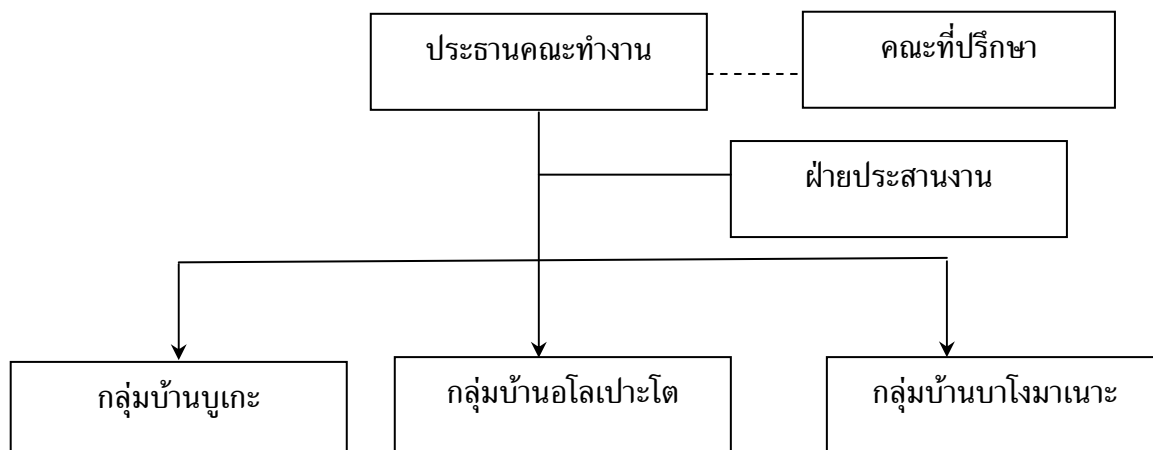 ประธานคณะทำงาน
คณะที่ปรึกษา
ฝ่ายประสานงาน
กลุ่มบ้านบูเกะ
กลุ่มบ้านอโลเปาะโต
กลุ่มบ้านบาโงมาเนาะ